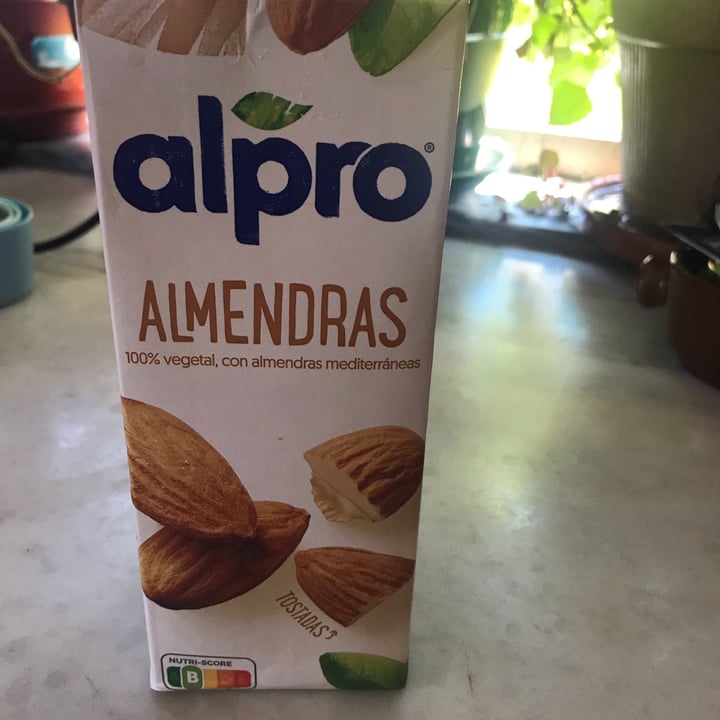 alpro®
ALMENDRAS
100% vegetal, con almendras mediterráneas
TOSTADAS
NUTRI-SCORE
B